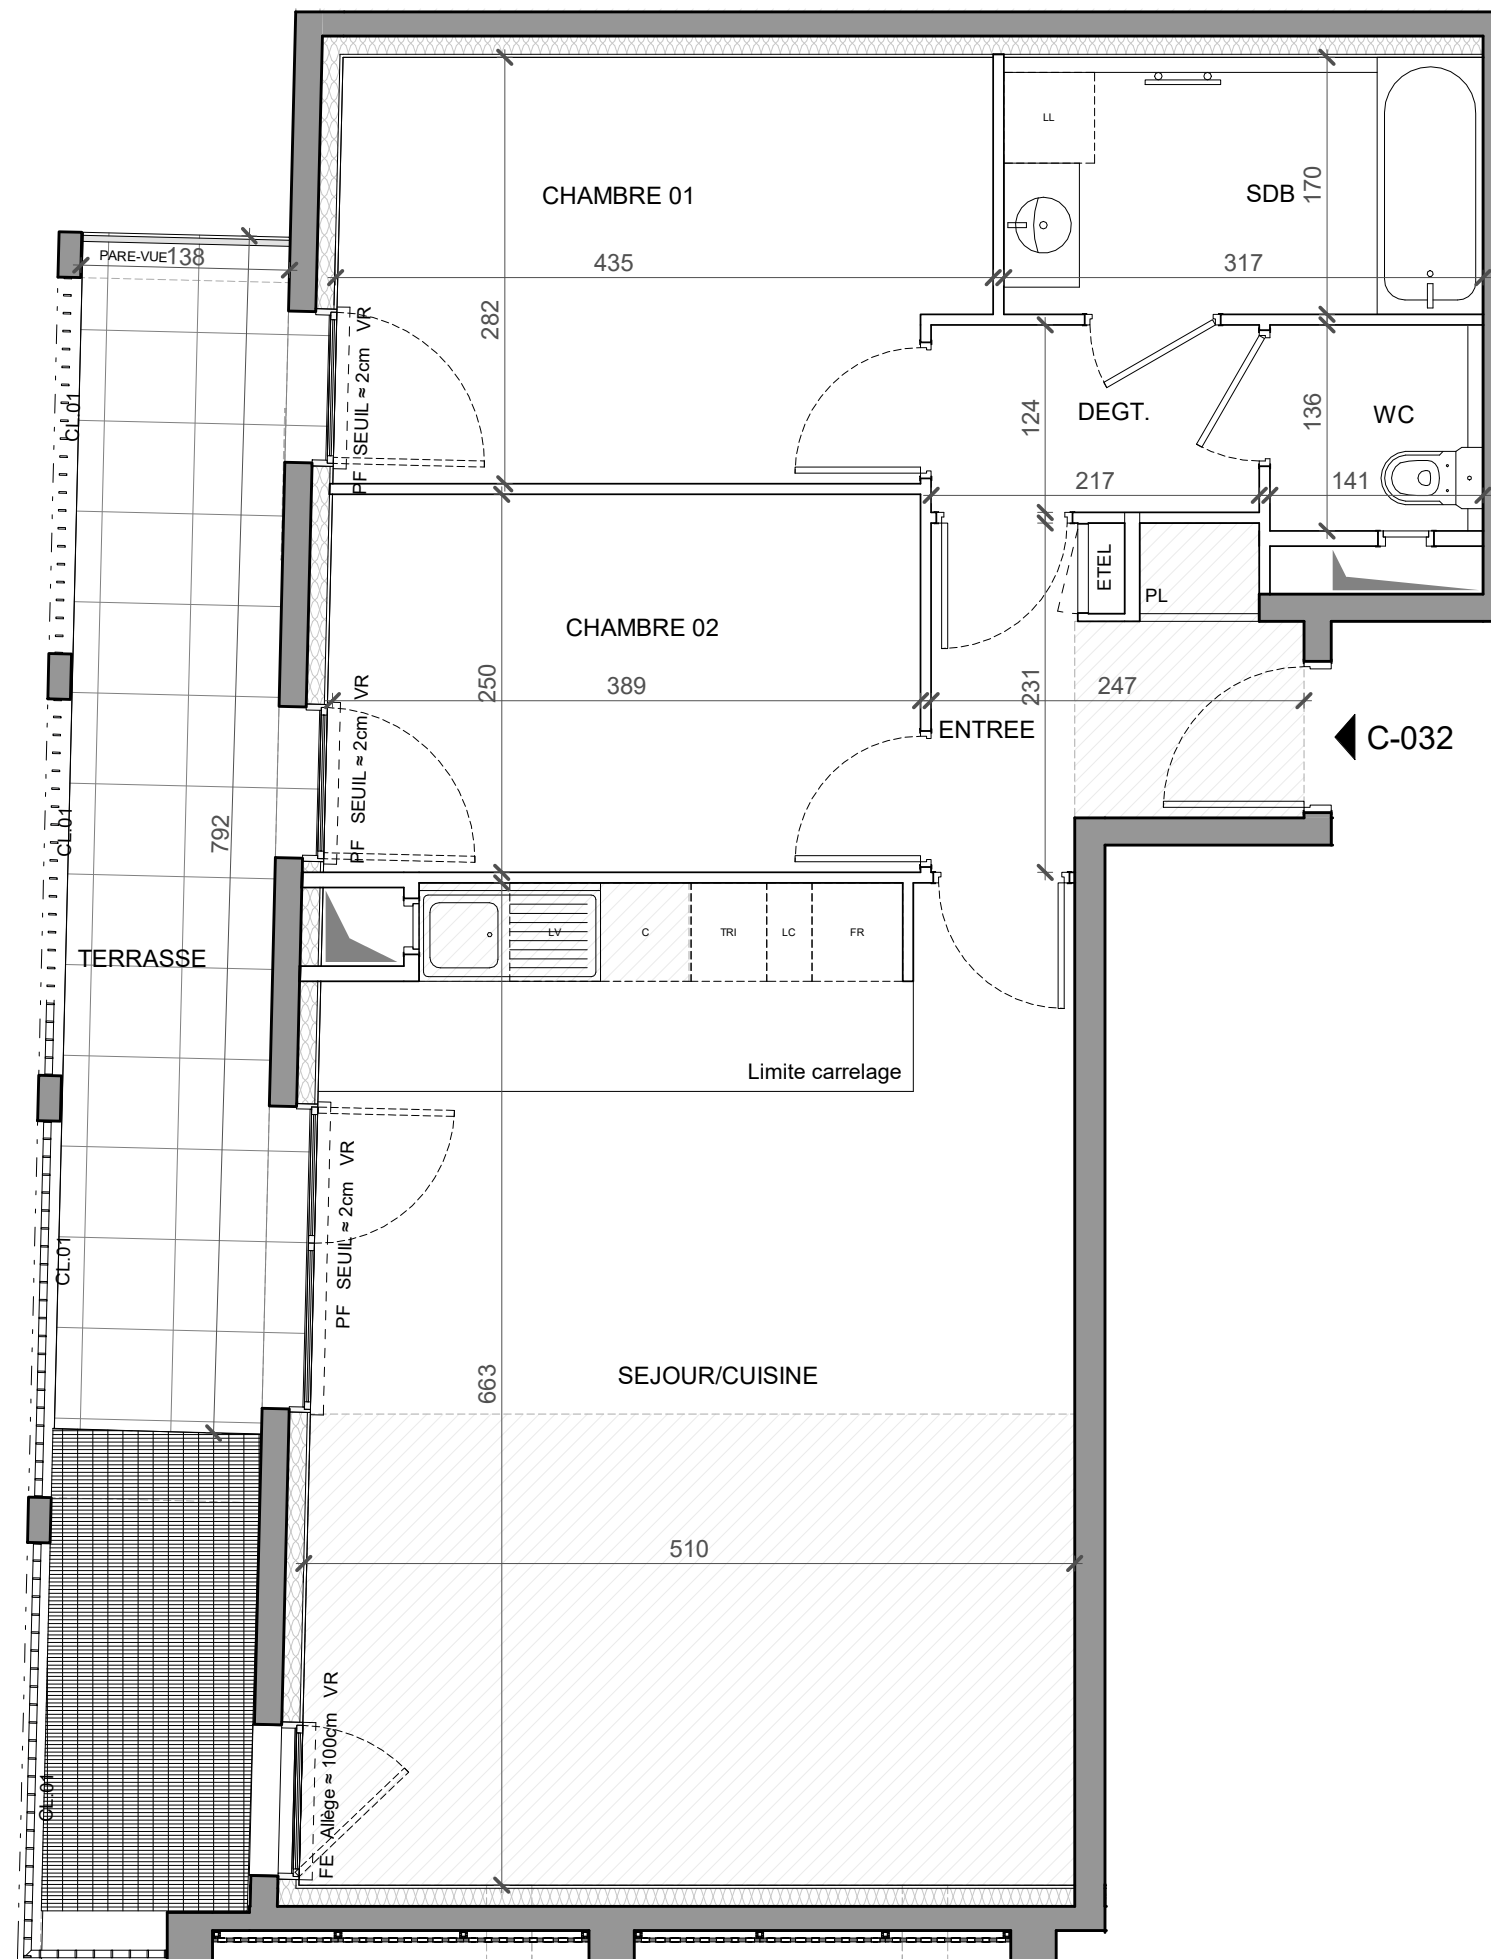 LL
CHAMBRE 01
SDB
170
PARE-VUE
138
435
317
282
PF SEUIL ≈ 2cm VR
CL.01
124
DEGT.
136
WC
217
141
ETEL
PL
CHAMBRE 02
250
389
231
247
PF SEUIL ≈ 2cm VR
ENTREE
C-032
CL.01
792
TERRASSE
LV
C
TRI
LC
FR
Limite carrelage
PF SEUIL ≈ 2cm VR
CL.01
663
SEJOUR/CUISINE
510
FE Allège ≈ 100cm VR
CL.01